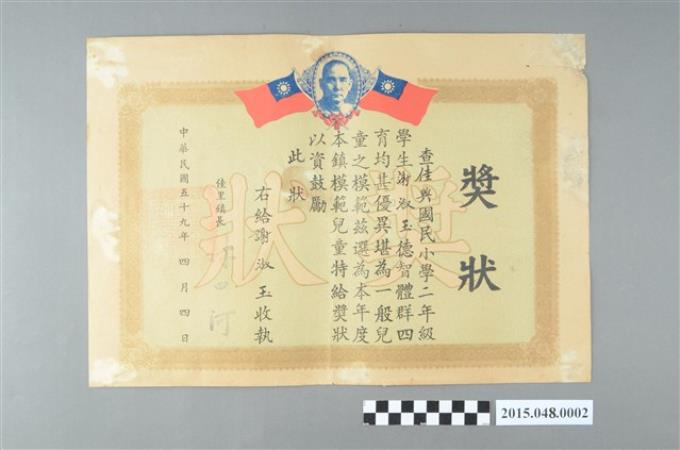 獎狀
查佳興國民小學二年級
學生謝淑玉德智體群四
育均甚優異堪為一般兒
童之模範茲選為本年度
本鎮模範兒童特給獎狀
以資鼓勵
此狀
右給謝淑玉收執
佳里鎮長
中華民國五十九年四月四日
獎狀
2015.048.0002